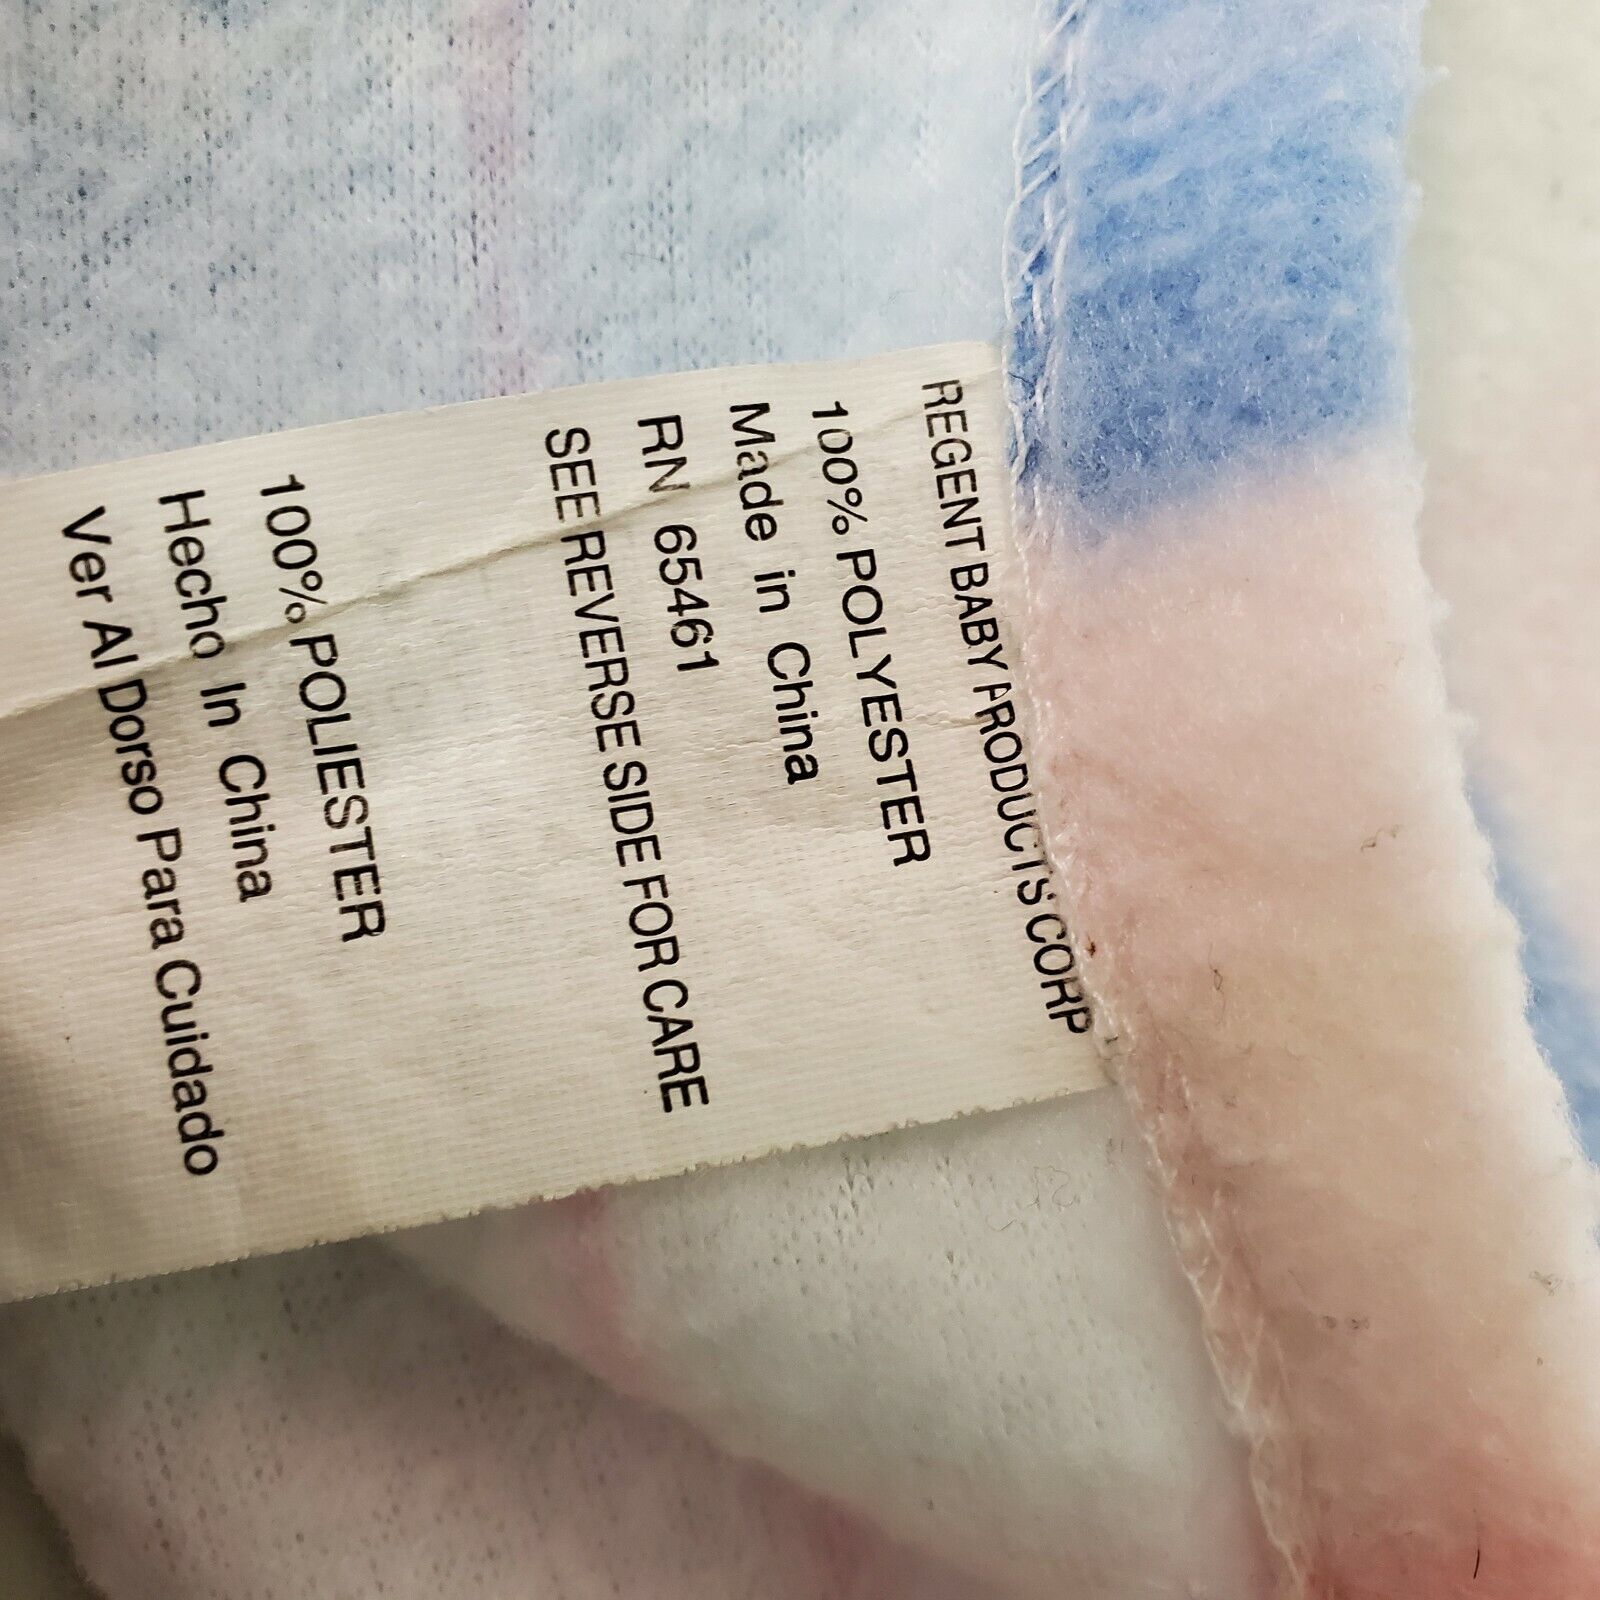 REGENT BABY PRODUCTS CORP
100% POLYESTER
Made in China
RN 65461
SEE REVERSE SIDE FOR CARE
100% POLIESTER
Hecho In China
Ver Al Dorso Para Cuidado